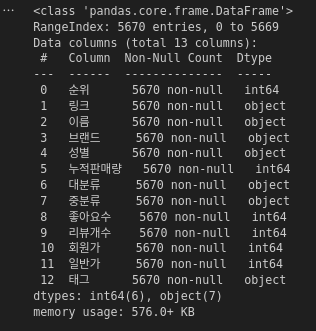 ...
<class 'pandas.core.frame.DataFrame'>
RangeIndex: 5670 entries, 0 to 5669
Data columns (total 13 columns):
 #   Column  Non-Null Count  Dtype
---  ------  --------------  -----
 0   순위      5670 non-null   int64
 1   링크      5670 non-null   object
 2   이름      5670 non-null   object
 3   브랜드     5670 non-null   object
 4   성별      5670 non-null   object
 5   누적판매량   5670 non-null   int64
 6   대분류     5670 non-null   object
 7   중분류     5670 non-null   object
 8   좋아요수    5670 non-null   int64
 9   리뷰개수    5670 non-null   int64
 10  회원가     5670 non-null   int64
 11  일반가     5670 non-null   int64
 12  태그      5670 non-null   object
dtypes: int64(6), object(7)
memory usage: 576.0+ KB